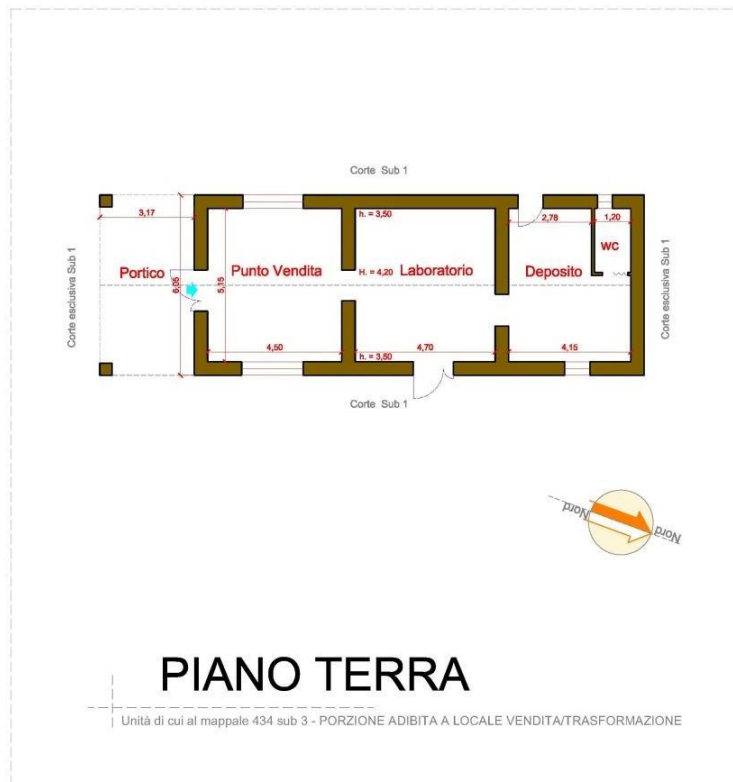 Corte Sub 1
3,17
h. = 3,50
2,78
1,20
WC
Portico
6,05
Punto Vendita
5,15
H. = 4,20
Laboratorio
Deposito
Corte esclusiva Sub 1
Corte esclusiva Sub 1
4,50
4,70
4,15
h. = 3,50
Corte Sub 1
Nord
Nord
PIANO TERRA
Unità di cui al mappale 434 sub 3 - PORZIONE ADIBITA A LOCALE VENDITA/TRASFORMAZIONE